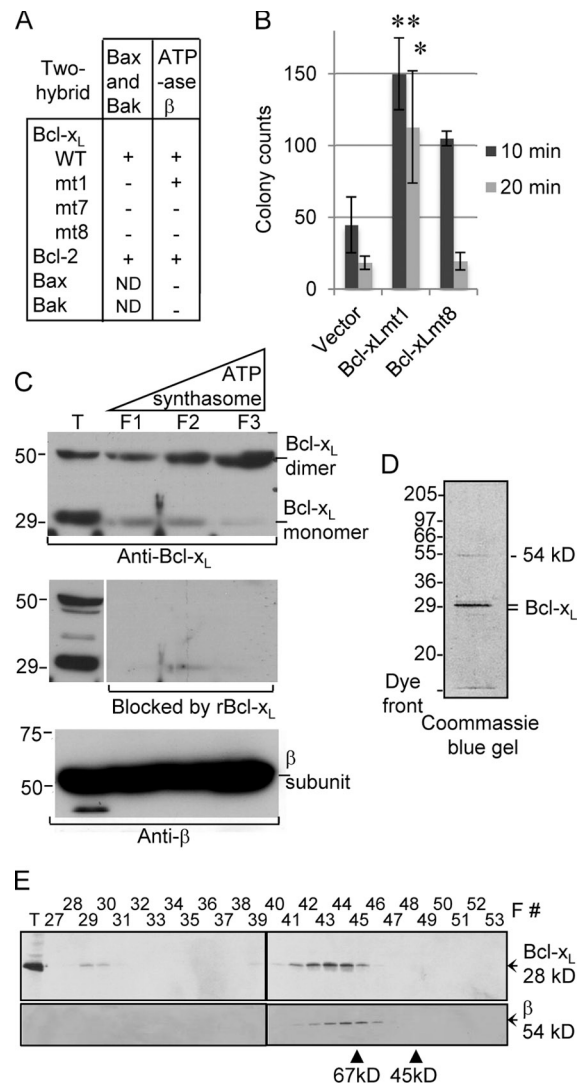 A
Two-hybrid
Bax and Bak
ATP-ase β
Bcl-xL
WT + +
mt1 - +
mt7 - -
mt8 - -
Bcl-2 + +
Bax ND -
Bak ND -
B
Colony counts
150
100
50
0
**
*
10 min
20 min
Vector
Bcl-xLmt1
Bcl-xLmt8
C
ATP synthasome
T F1 F2 F3
50
29
Bcl-xL dimer
Bcl-xL monomer
Anti-Bcl-xL
50
29
Blocked by rBcl-xL
75
50
β subunit
Anti-β
D
205
97
66
55
36
29
20
Dye front
54 kD
Bcl-xL
Coommassie blue gel
E
28 30 32 34 36 38 40 42 44 46 48 50 52
T 27 29 31 33 35 37 39 41 43 45 47 49 51 53
F #
Bcl-xL 28 kD
β 54 kD
67kD 45kD